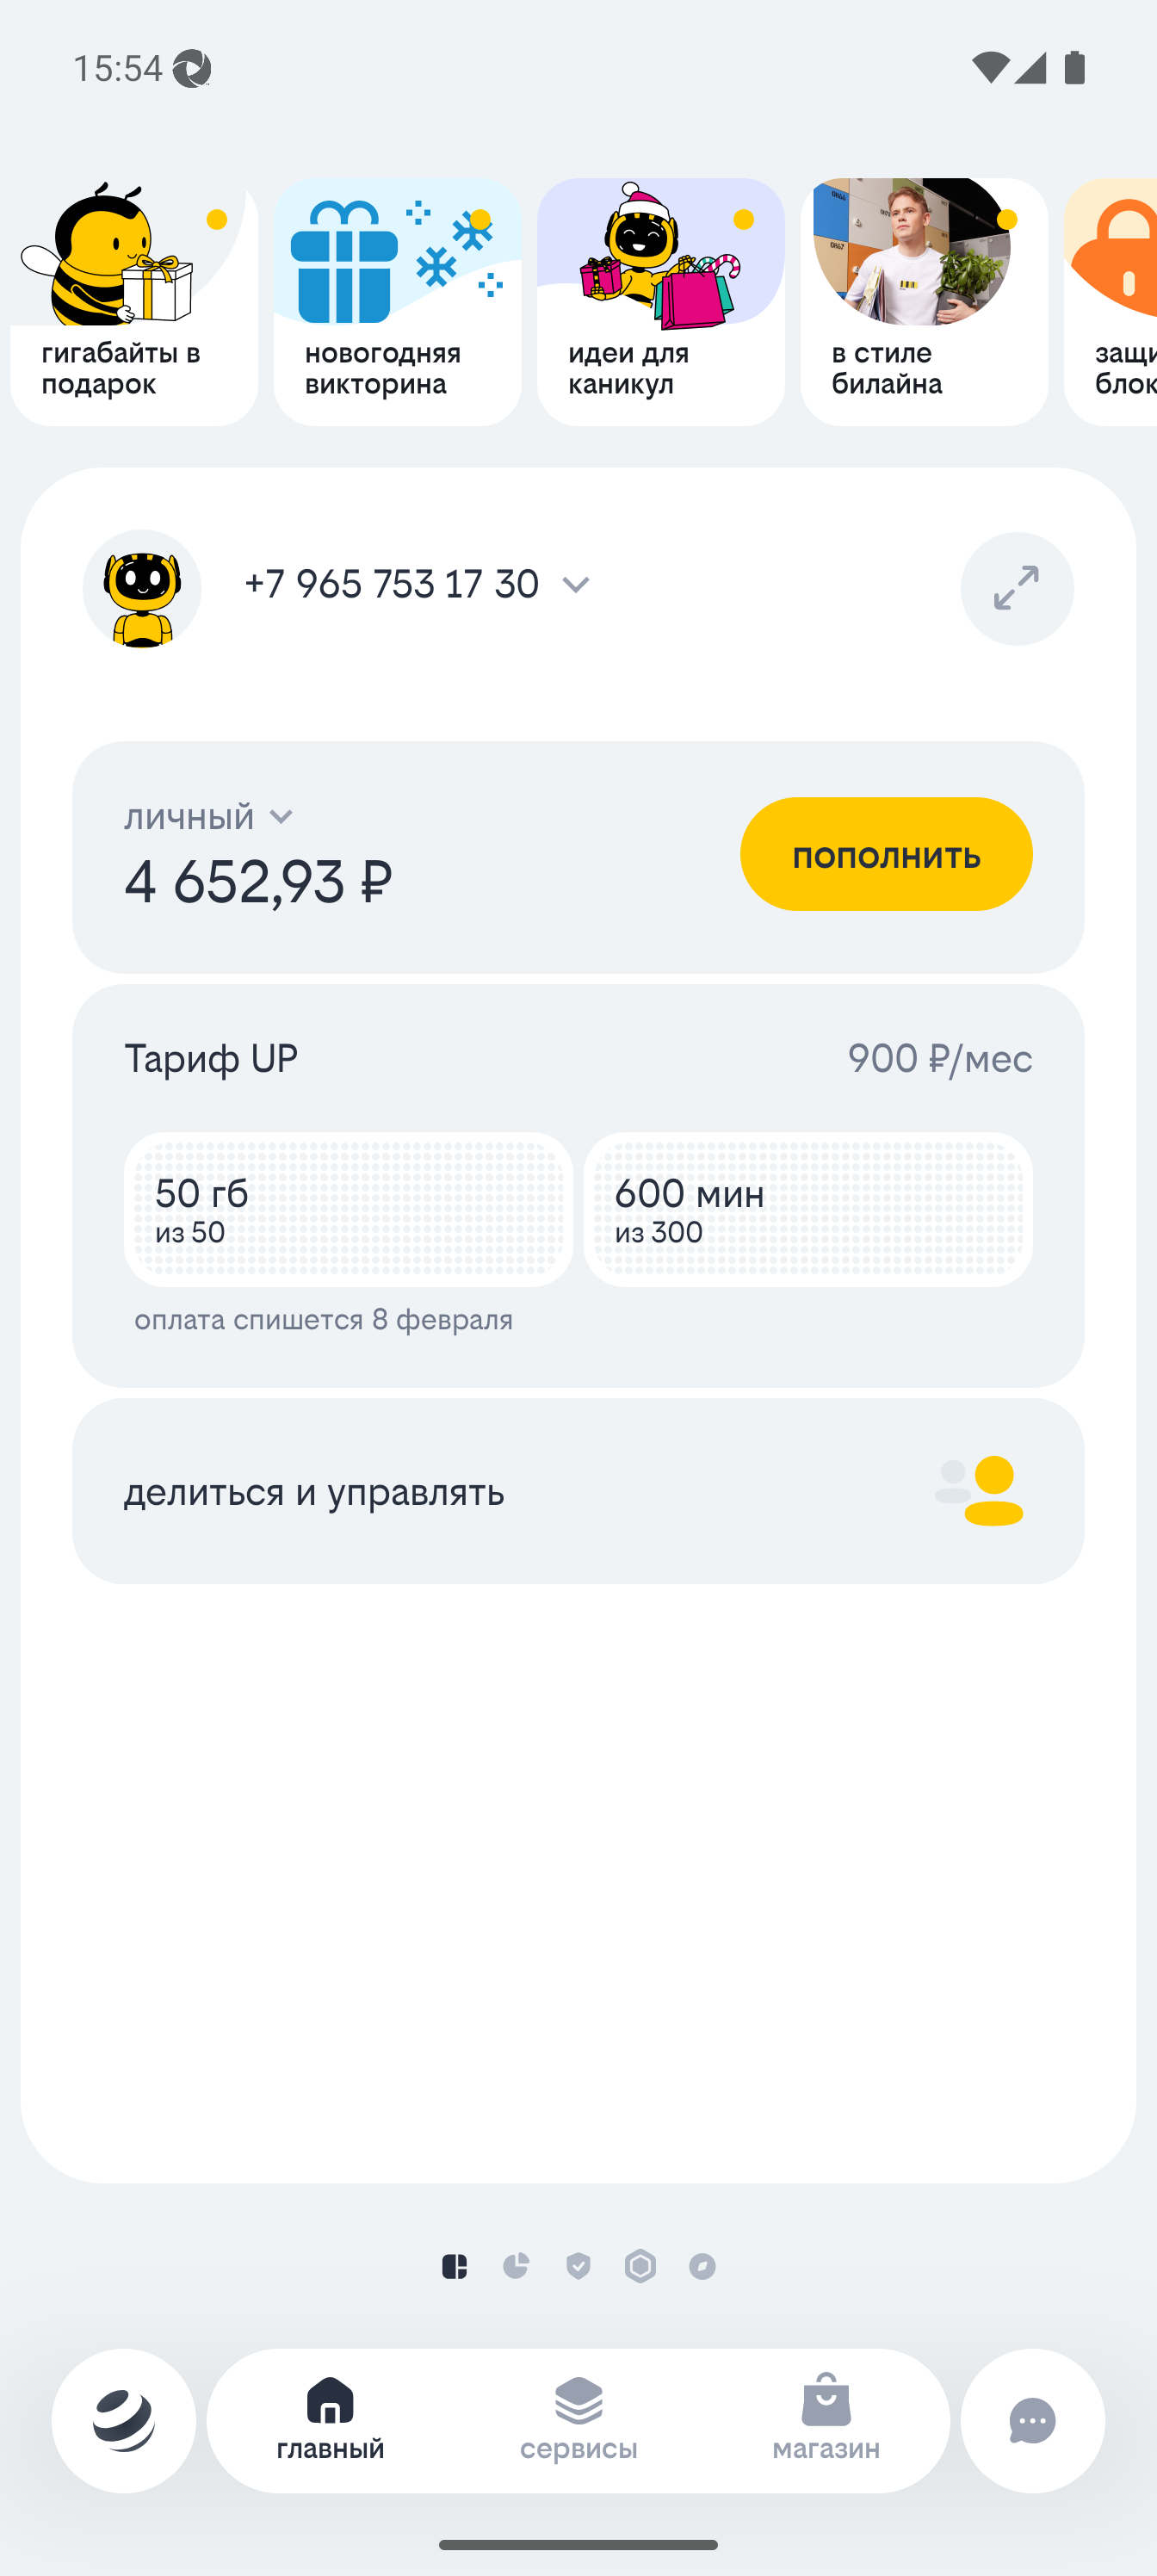 15:54
гигабайты в
подарок
новогодняя
викторина
идеи для
каникул
в стиле
билайна
защи
блок
+7 965 753 17 30
личный
4 652,93 ₽
пополнить
Тариф UP
900 ₽/мес
50 гб
из 50
600 мин
из 300
оплата спишется 8 февраля
делиться и управлять
главный
сервисы
магазин